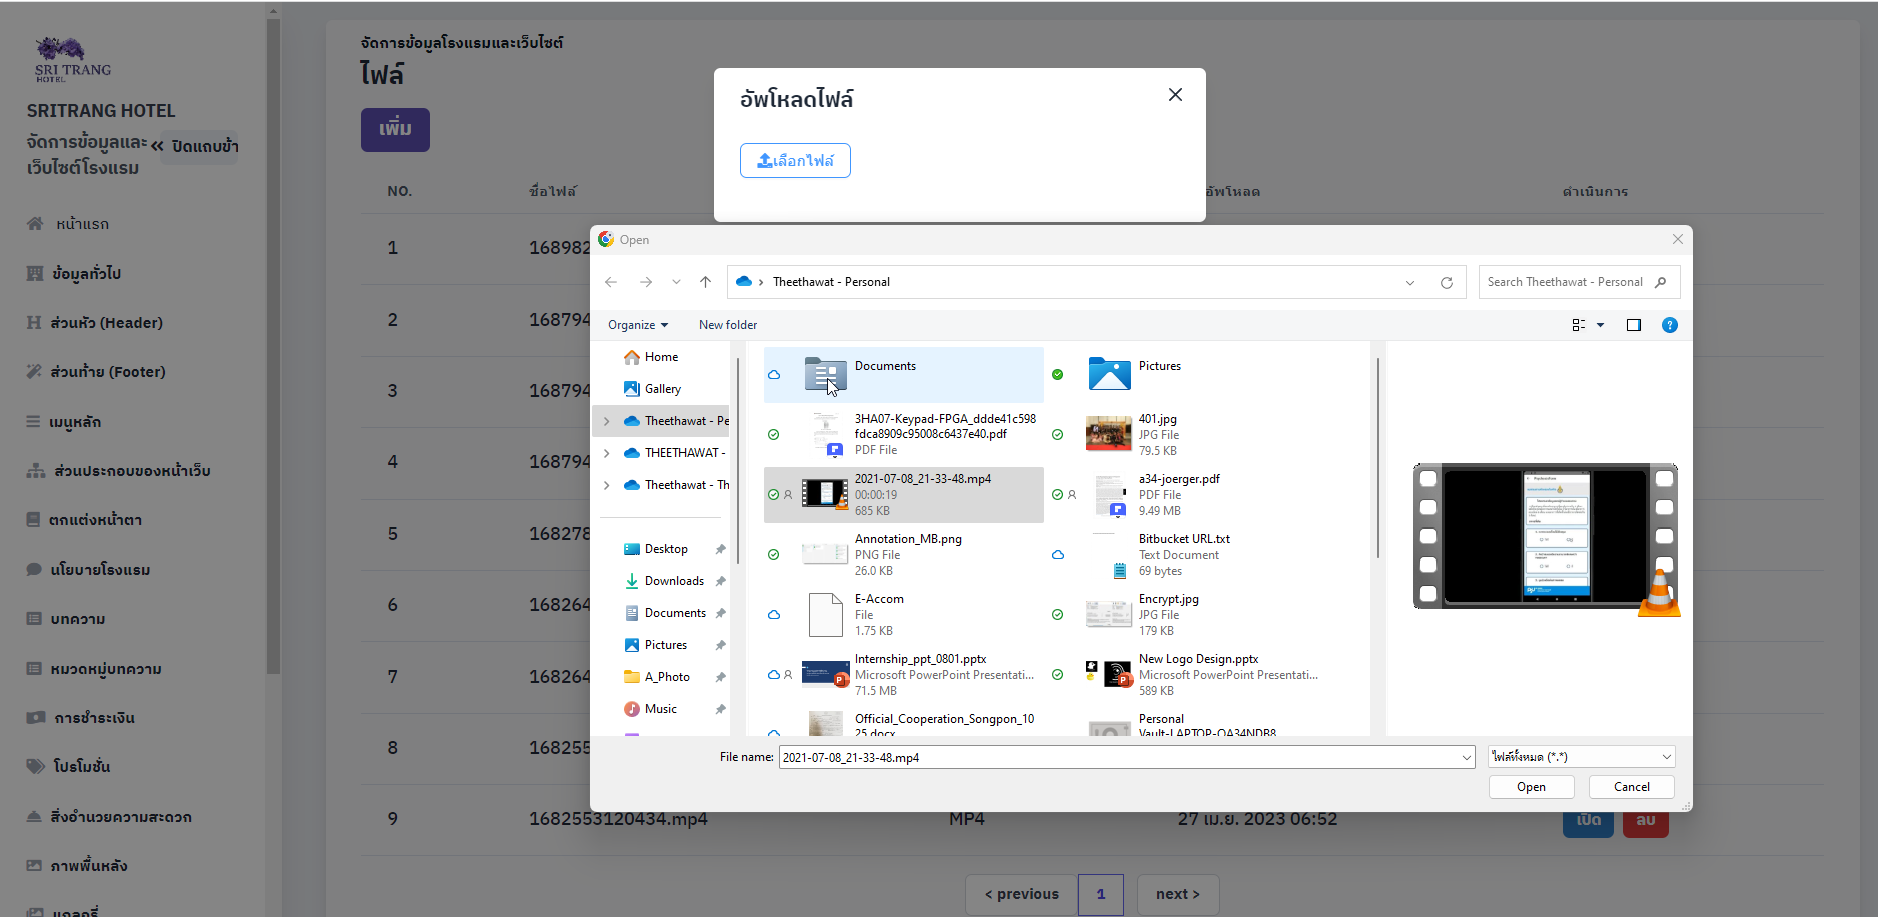 SRI TRANG
HOTEL
SRITRANG HOTEL
จัดการข้อมูลและ
เว็บไซต์โรงแรม
ปิดแถบข้า
หน้าแรก
ข้อมูลทั่วไป
ส่วนหัว (Header)
ส่วนท้าย (Footer)
เมนูหลัก
ส่วนประกอบของหน้าเว็บ
ตกแต่งหน้าตา
นโยบายโรงแรม
บทความ
หมวดหมู่บทความ
การชำระเงิน
โปรโมชั่น
สิ่งอำนวยความสะดวก
ภาพพื้นหลัง
แกลกรี่
จัดการข้อมูลโรงแรมและเว็บไซต์
ไฟล์
เพิ่ม
NO.
ชื่อไฟล์
อัพโหลด
ดำเนินการ
1
16898
2
168794
3
168794
4
168794
5
168278
6
168264
7
168264
8
168255
9
1682553120434.mp4
MP4
27 เม.ย. 2023 06:52
เปิด
ลบ
< previous
1
next >
อัพโหลดไฟล์
เลือกไฟล์
Open
Theethawat - Personal
Search Theethawat - Personal
Organize
New folder
Home
Gallery
Theethawat - Pe
THEETHAWAT -
Theethawat - Th
Desktop
Downloads
Documents
Pictures
A_Photo
Music
Documents
Pictures
3HA07-Keypad-FPGA_ddde41c598
fdca8909c95008c6437e40.pdf
PDF File
401.jpg
JPG File
79.5 KB
2021-07-08_21-33-48.mp4
00:00:19
685 KB
a34-joerger.pdf
PDF File
9.49 MB
Annotation_MB.png
PNG File
26.0 KB
Bitbucket URL.txt
Text Document
69 bytes
E-Accom
File
1.75 KB
Encrypt.jpg
JPG File
179 KB
Internship_ppt_0801.pptx
Microsoft PowerPoint Presentati...
71.5 MB
New Logo Design.pptx
Microsoft PowerPoint Presentati...
589 KB
Official_Cooperation_Songpon_10
25.docx
Personal
Vault-LAPTOP-OA34NDB8
File name:
2021-07-08_21-33-48.mp4
ไฟล์ทั้งหมด (*.*)
Open
Cancel